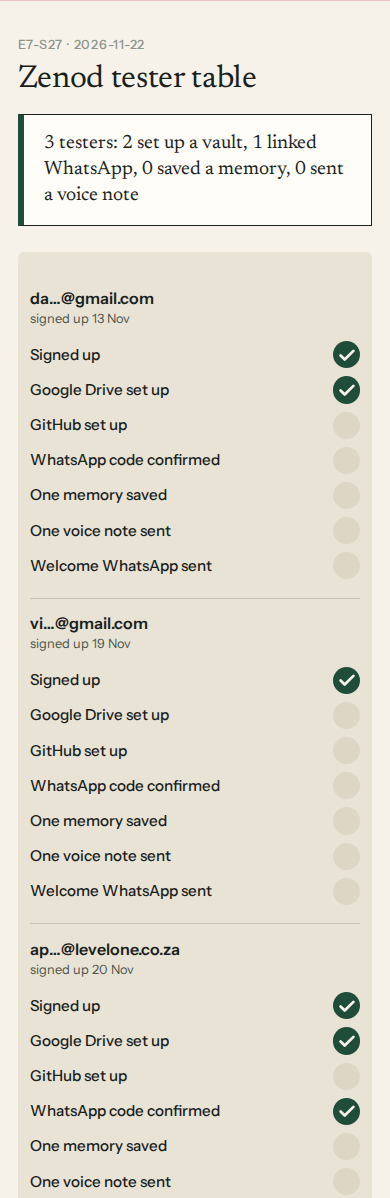 E7-S27 · 2026-11-22
Zenod tester table
3 testers: 2 set up a vault, 1 linked
WhatsApp, 0 saved a memory, 0 sent
a voice note
da...@gmail.com
signed up 13 Nov
Signed up
Google Drive set up
GitHub set up
WhatsApp code confirmed
One memory saved
One voice note sent
Welcome WhatsApp sent
vi...@gmail.com
signed up 19 Nov
Signed up
Google Drive set up
GitHub set up
WhatsApp code confirmed
One memory saved
One voice note sent
Welcome WhatsApp sent
ap...@levelone.co.za
signed up 20 Nov
Signed up
Google Drive set up
GitHub set up
WhatsApp code confirmed
One memory saved
One voice note sent